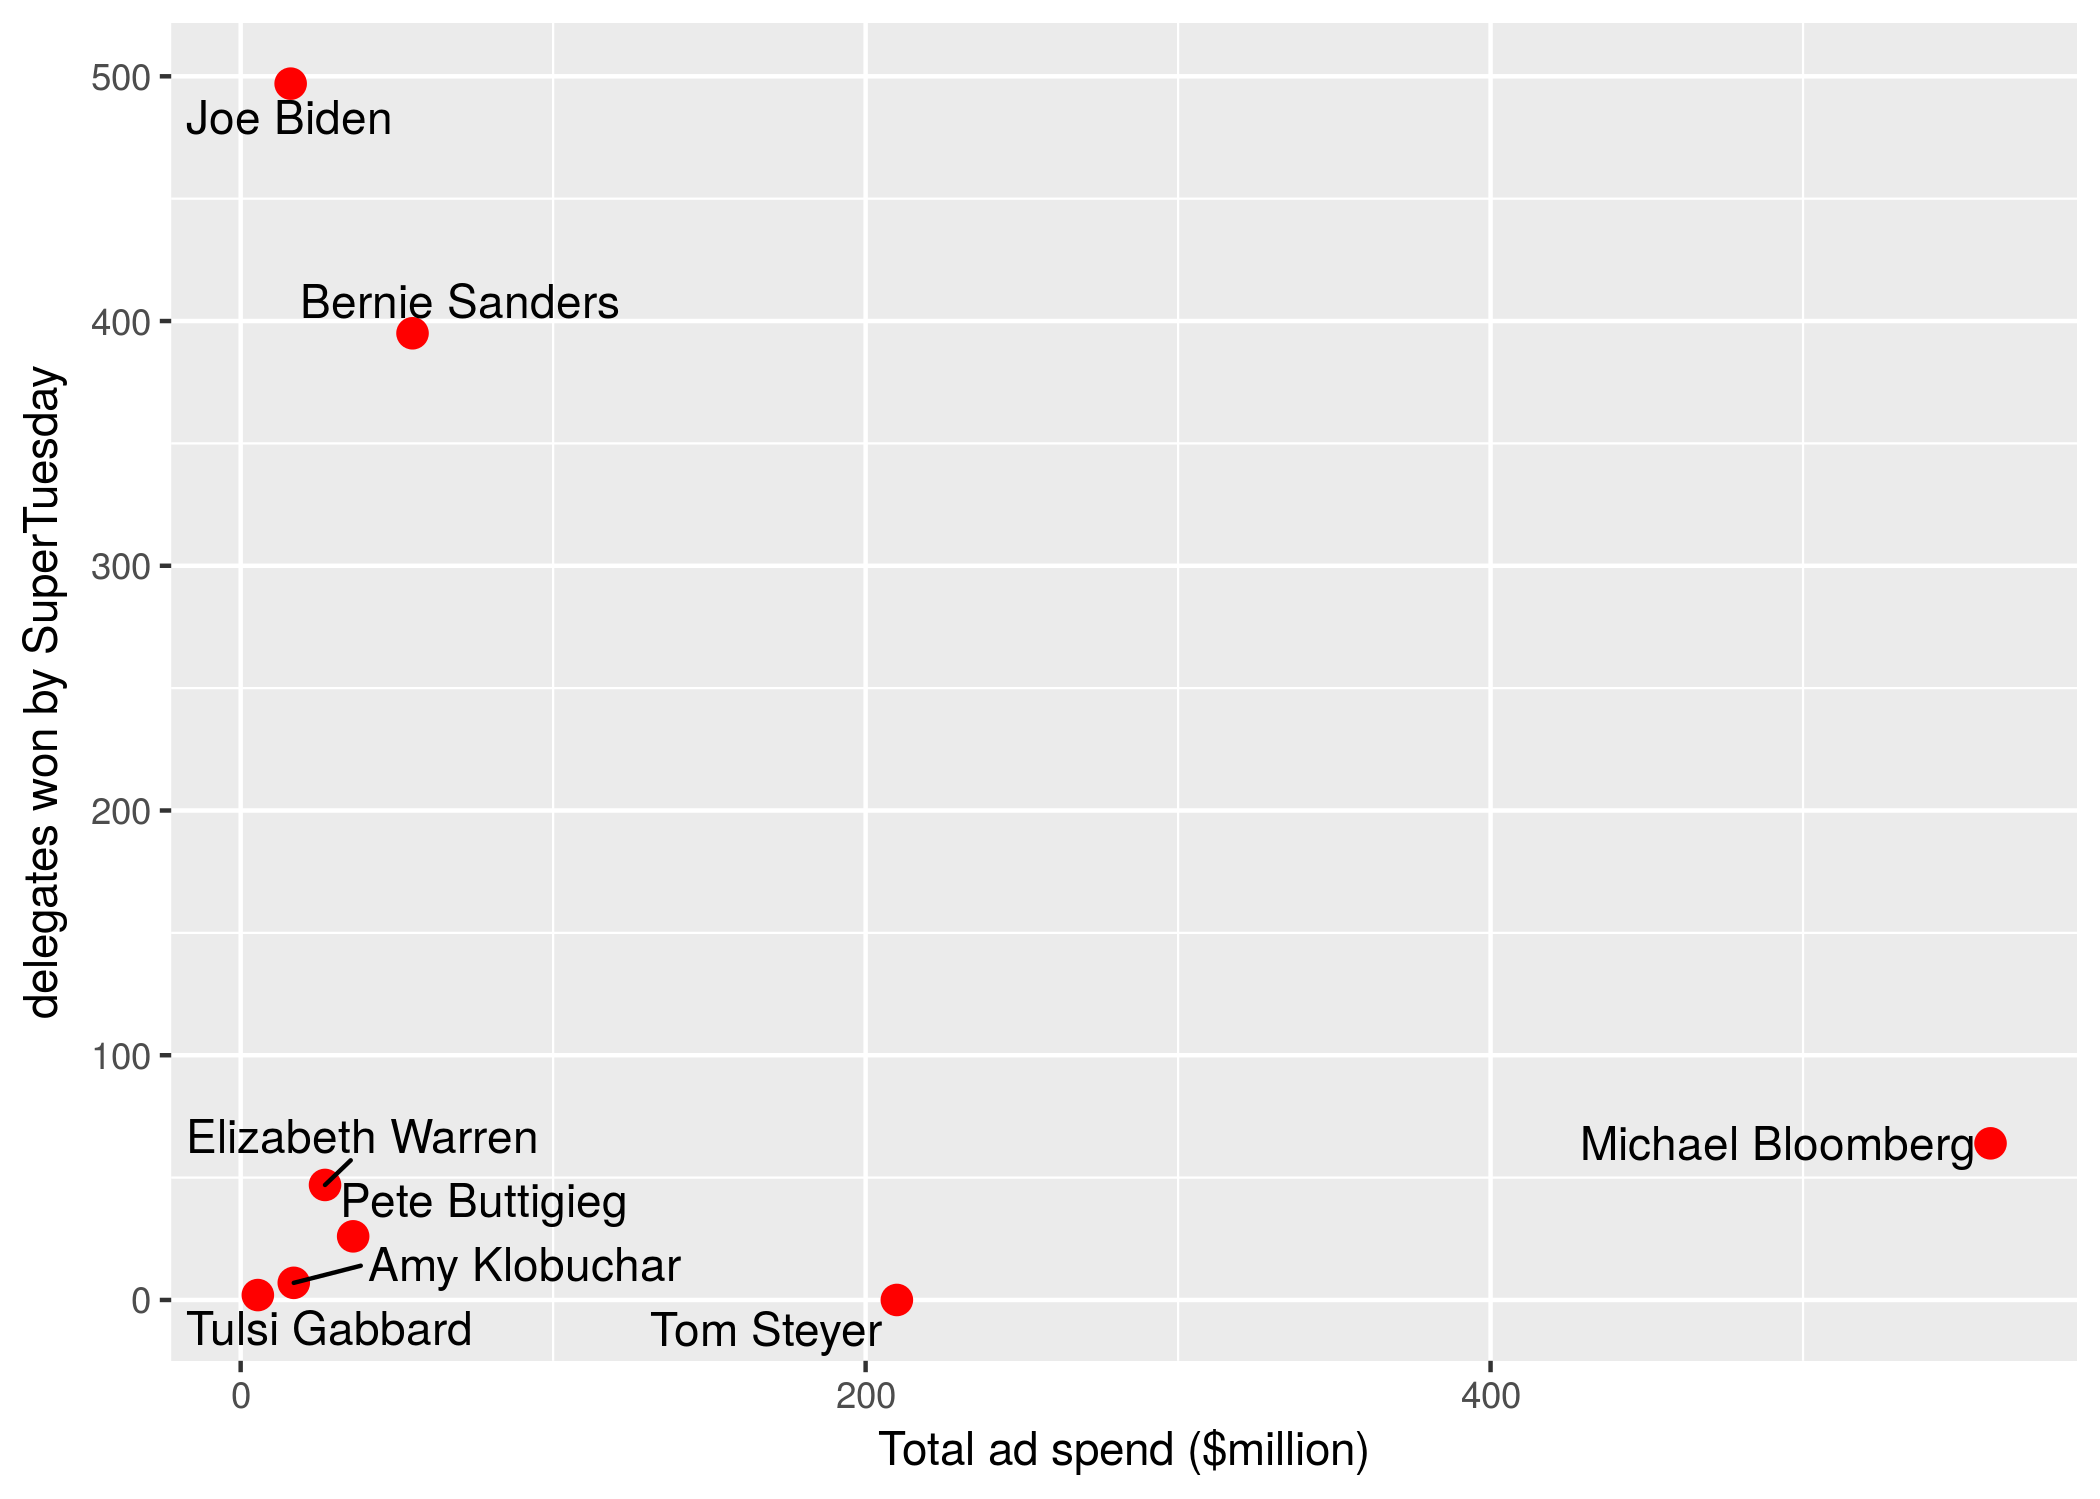 500
400
300
200
100
0
delegates won by SuperTuesday
Joe Biden
Bernie Sanders
Elizabeth Warren
Michael Bloomberg
Pete Buttigieg
Amy Klobuchar
Tulsi Gabbard
Tom Steyer
0
200
400
Total ad spend ($million)